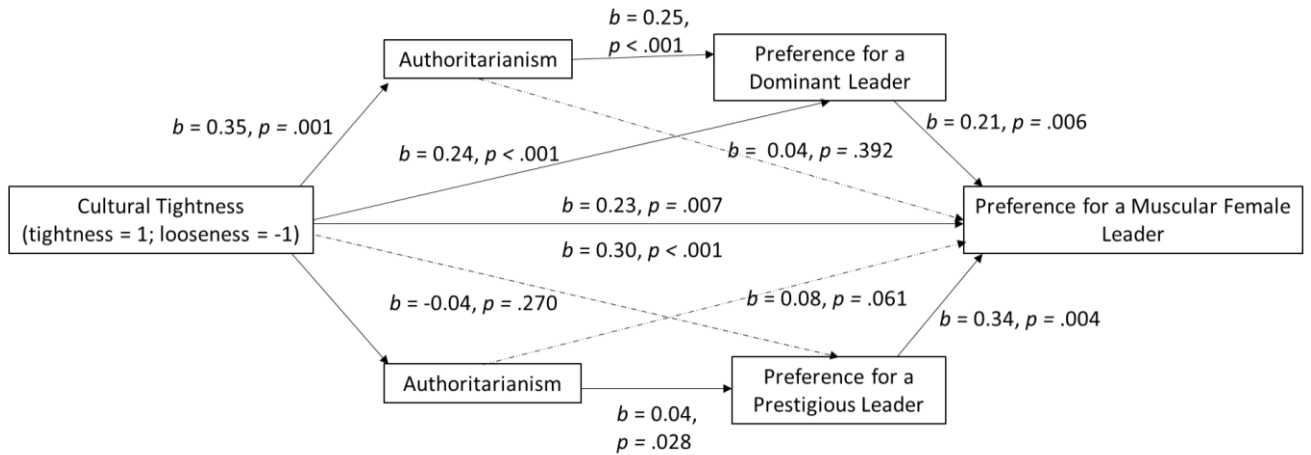 b = 0.25,
p < .001
Authoritarianism
Preference for a
Dominant Leader
b = 0.35, p = .001
b = 0.21, p = .006
b = 0.24, p < .001
b =  0.04, p = .392
Cultural Tightness
(tightness = 1; looseness = -1)
b = 0.23, p = .007
Preference for a Muscular Female
Leader
b = 0.30, p < .001
b = -0.04, p = .270
b = 0.08, p = .061
b = 0.34, p = .004
Authoritarianism
Preference for a
Prestigious Leader
b = 0.04,
p = .028